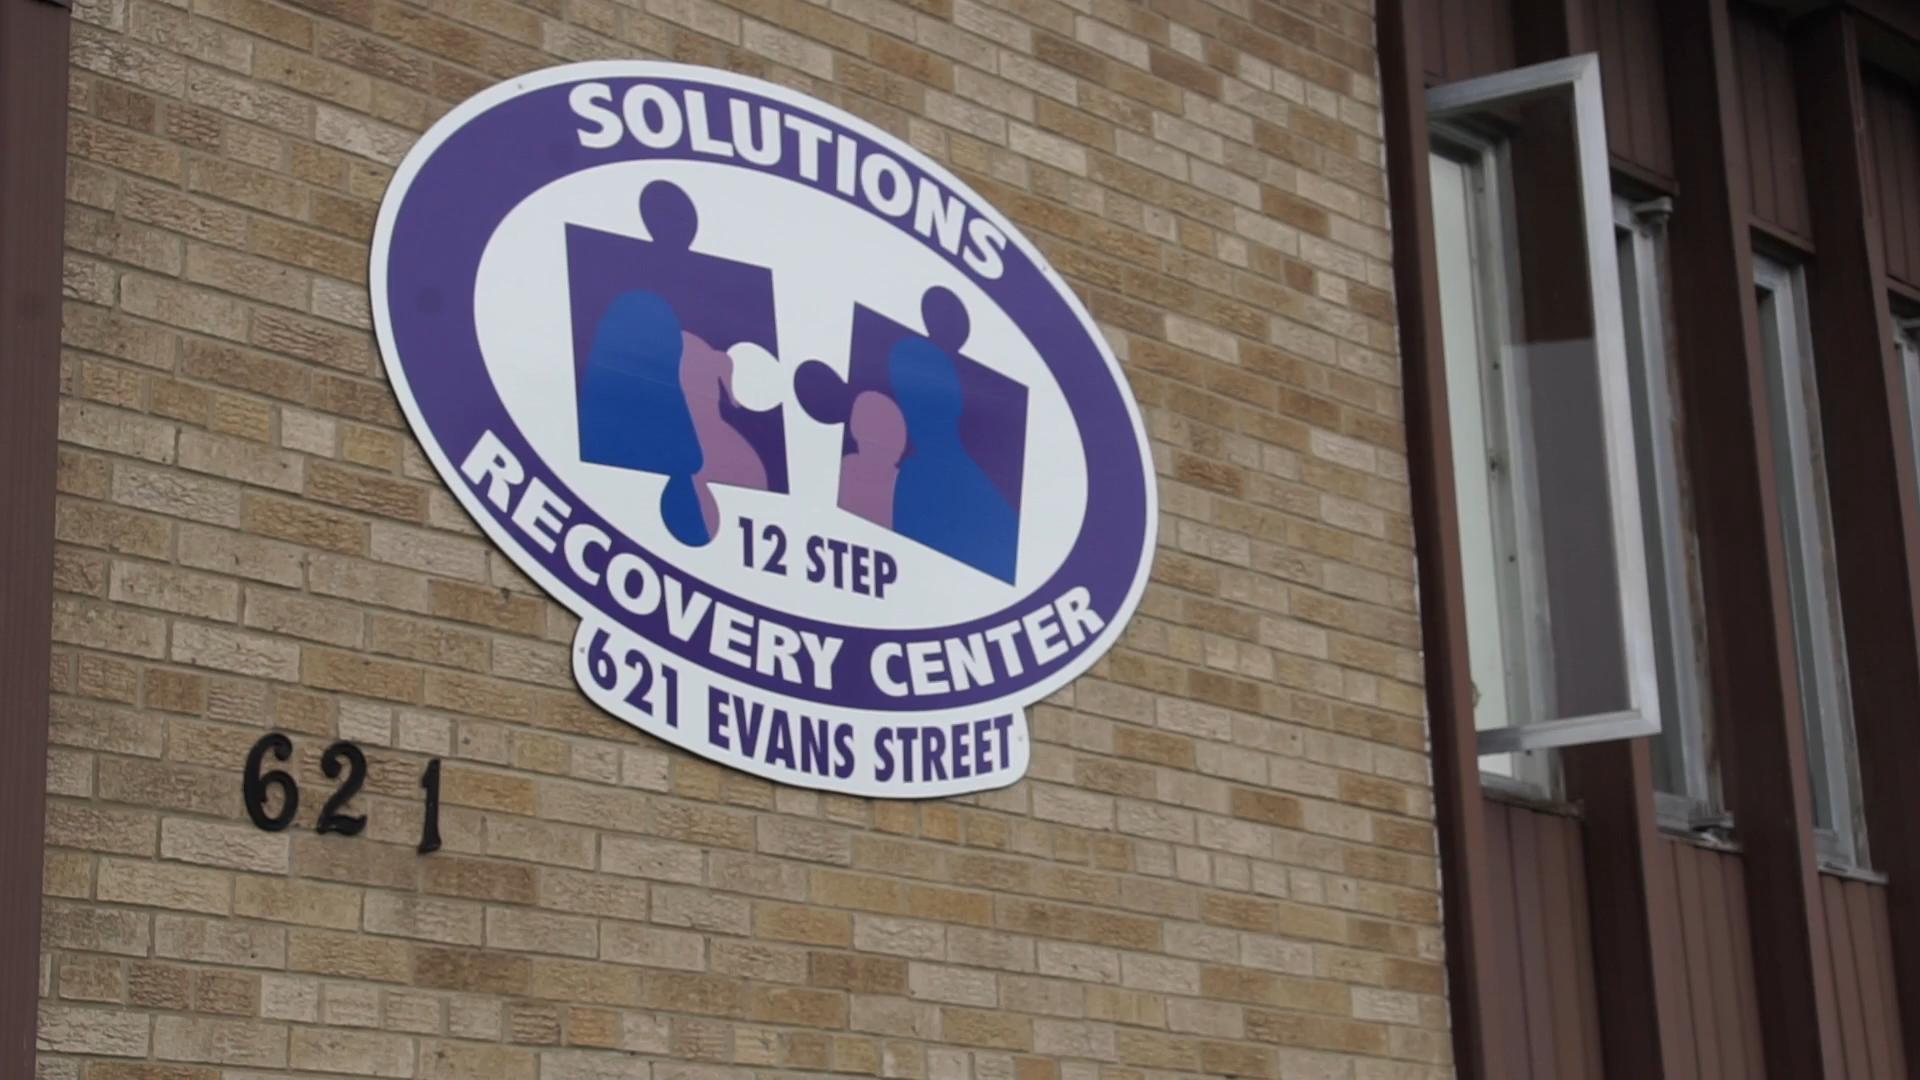 SOLUTIONS
12 STEP
RECOVERY CENTER
621 EVANS STREET
621